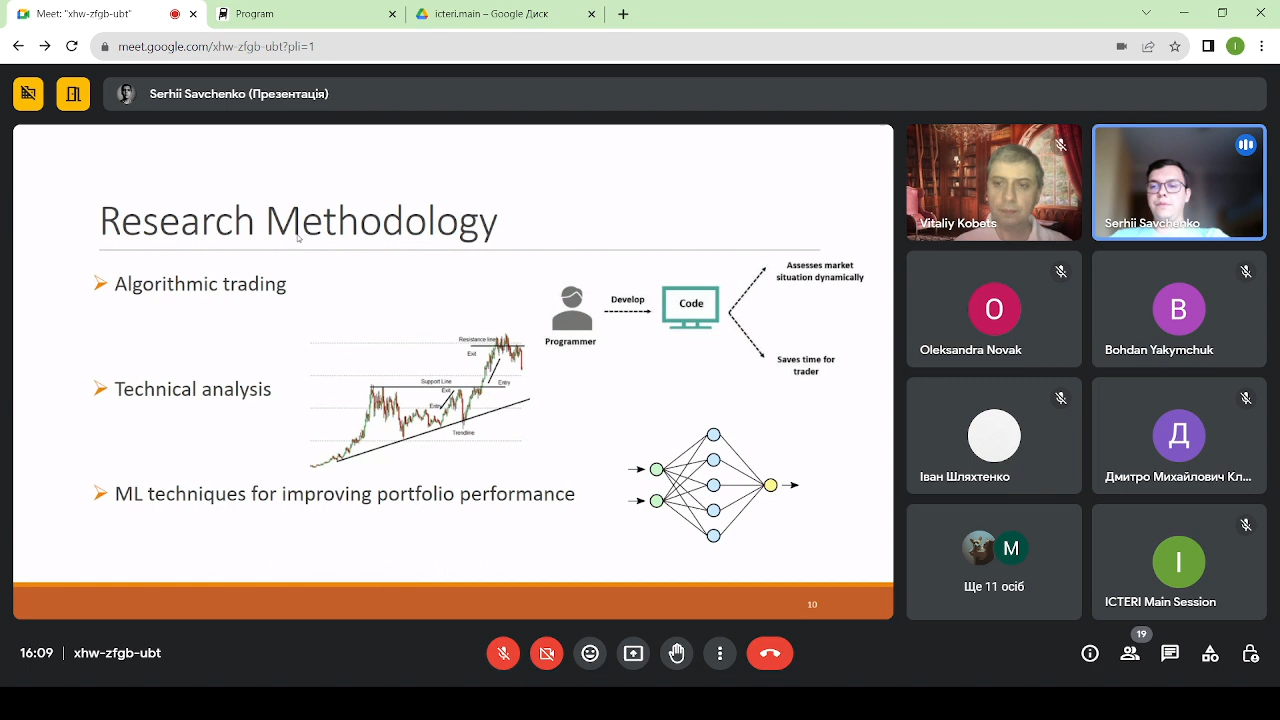 Meet: "xhw-zfgb-ubt"
Program
icteri.main – Google Диск
meet.google.com/xhw-zfgb-ubt?pli=1
I
Serhii Savchenko (Презентація)
Research Methodology
Algorithmic trading
Technical analysis
ML techniques for improving portfolio performance
Resistance line
Exit
Support Line
Exit
Entry
Entry
Trendline
Programmer
Develop
Code
Assesses market
situation dynamically
Saves time for
trader
10
Vitaliy Kobets
Serhii Savchenko
O
Oleksandra Novak
B
Bohdan Yakymchuk
Іван Шляхтенко
Д
Дмитро Михайлович Кл...
M
Ще 11 осіб
I
ICTERI Main Session
16:09 | xhw-zfgb-ubt
19